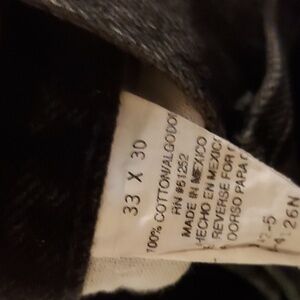 33 X 30
100% COTTON/ALGODON
RN #61252
MADE IN MEXICO
HECHO EN MEXICO
REVERSE FOR
DORSO PARA